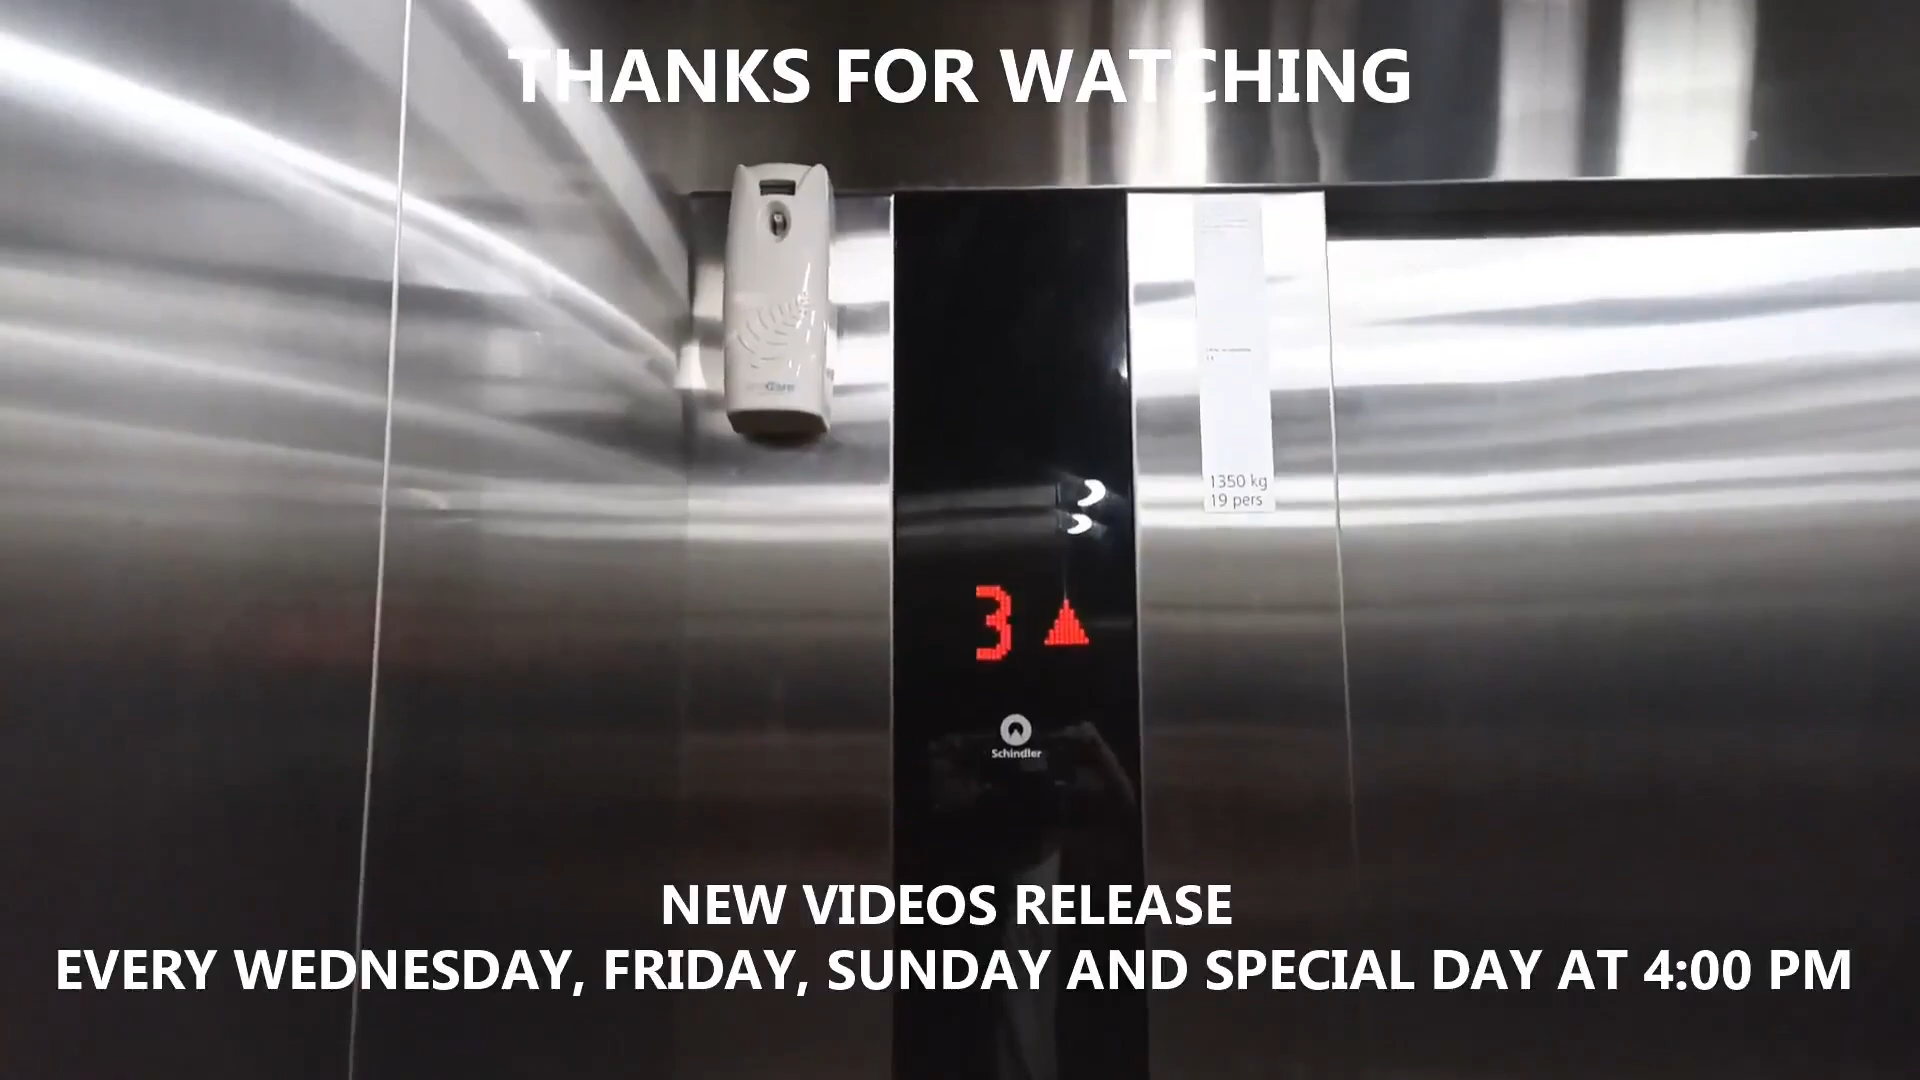 THANKS FOR WATCHING
1350 kg
19 pers
3
Schindler
NEW VIDEOS RELEASE
EVERY WEDNESDAY, FRIDAY, SUNDAY AND SPECIAL DAY AT 4:00 PM